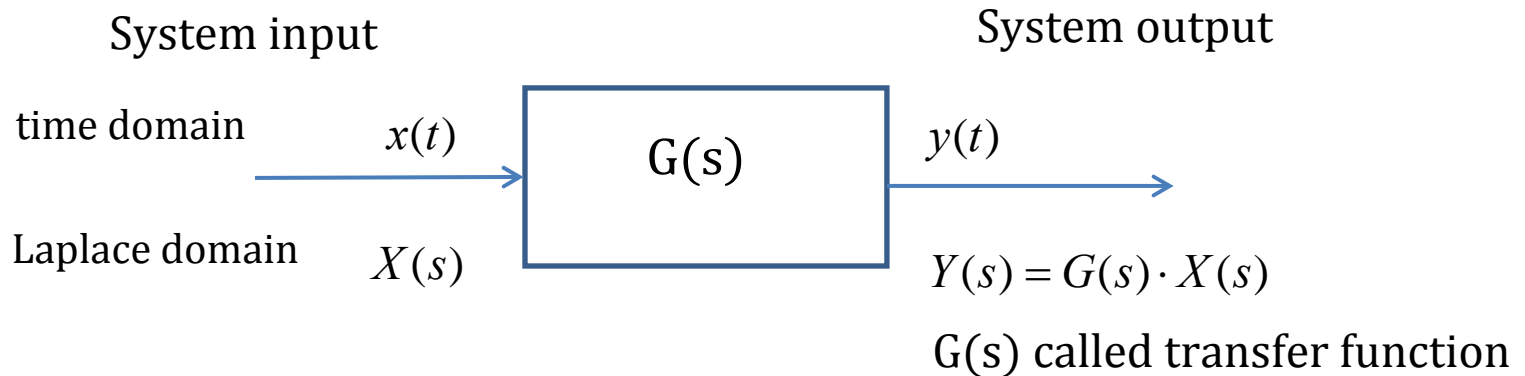 System input
System output
time domain
x(t)
G(s)
y(t)
Laplace domain
X(s)
Y(s) = G(s) · X(s)
G(s) called transfer function